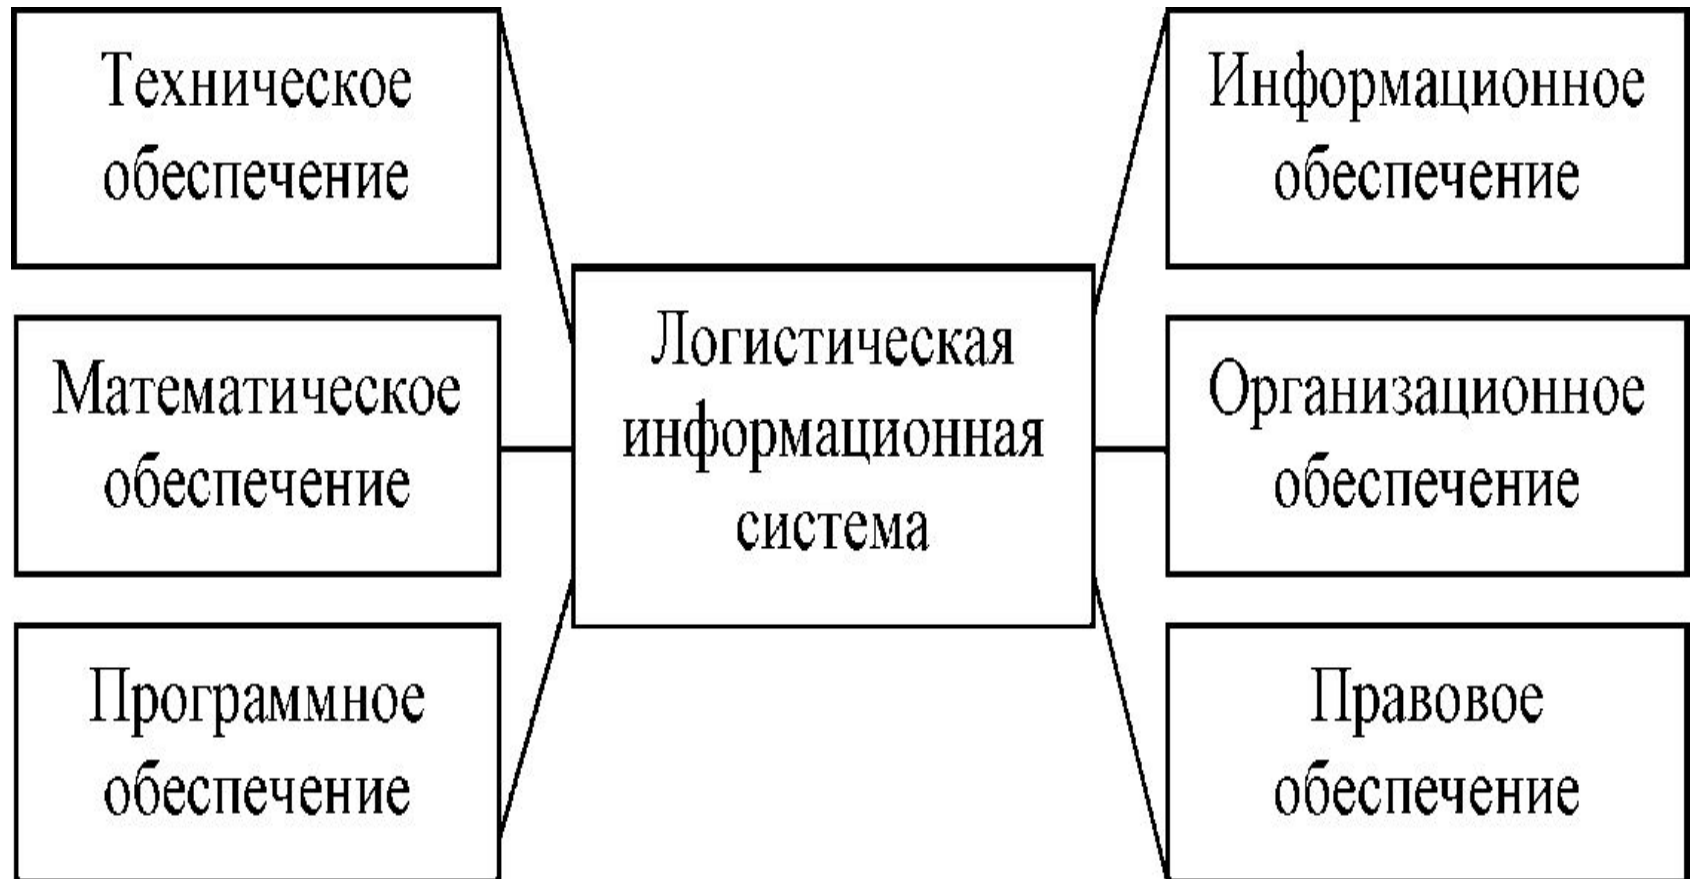 Техническое
обеспечение
Математическое
обеспечение
Программное
обеспечение
Логистическая
информационная
система
Информационное
обеспечение
Организационное
обеспечение
Правовое
обеспечение